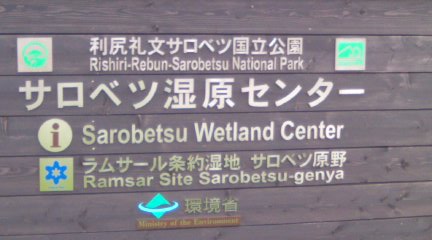 利尻礼文サロベツ国立公園
Rishiri-Rebun-Sarobetsu National Park
サロベツ湿原センター
i Sarobetsu Wetland Center
ラムサール条約湿地 サロベツ原野
Ramsar Site Sarobetsu-genya
環境省
Ministry of the Environment